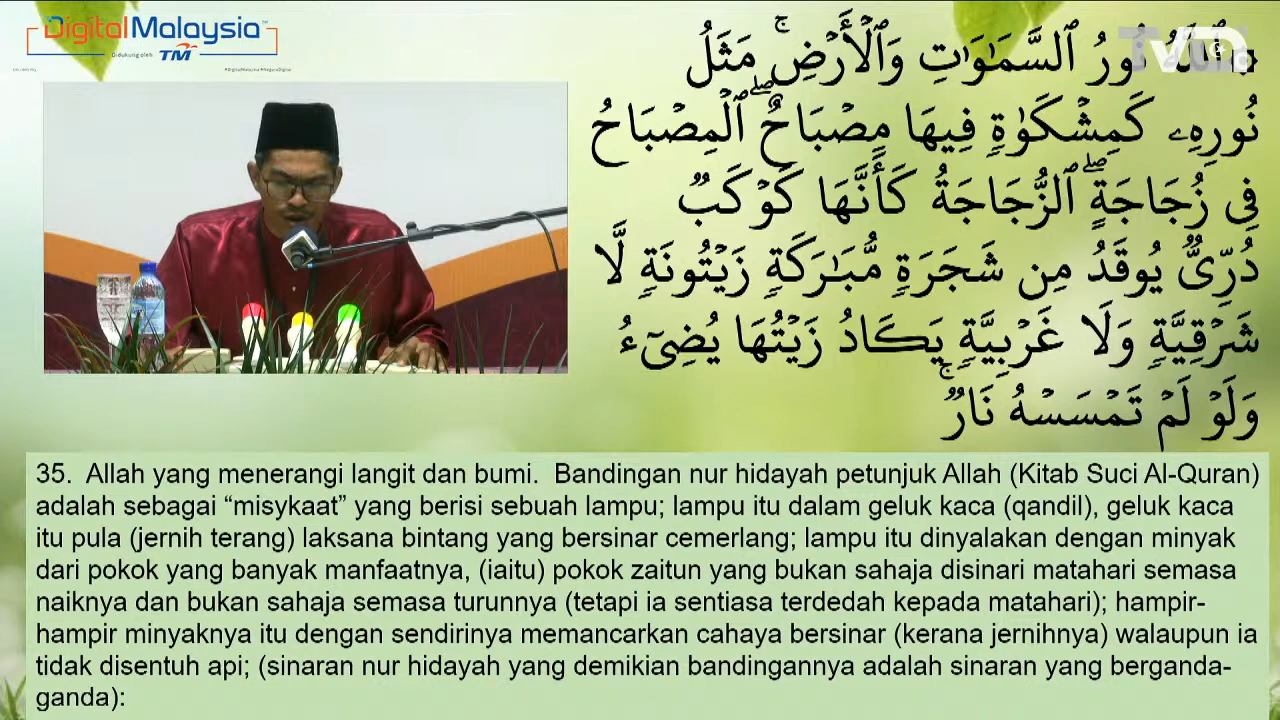 DigitalMalaysia
Didukung oleh: TM
#DigitalMalaysia #NegaraDigital
TV
ٱللَّهُ نُورُ ٱلسَّمَـٰوَٰتِ وَٱلْأَرْضِ ۚ مَثَلُ
نُورِهِۦ كَمِشْكَوٰةٍ فِيهَا مِصْبَاحٌ ۖ ٱلْمِصْبَاحُ
فِى زُجَاجَةٍ ۖ ٱلزُّجَاجَةُ كَأَنَّهَا كَوْكَبٌ
دُرِّىٌّ يُوقَدُ مِن شَجَرَةٍ مُّبَـٰرَكَةٍ زَيْتُونَةٍ لَّا
شَرْقِيَّةٍ وَلَا غَرْبِيَّةٍ يَكَادُ زَيْتُهَا يُضِىٓءُ
وَلَوْ لَمْ تَمْسَسْهُ نَارٌ ۚ
35. Allah yang menerangi langit dan bumi. Bandingan nur hidayah petunjuk Allah (Kitab Suci Al-Quran)
adalah sebagai “misykaat” yang berisi sebuah lampu; lampu itu dalam geluk kaca (qandil), geluk kaca
itu pula (jernih terang) laksana bintang yang bersinar cemerlang; lampu itu dinyalakan dengan minyak
dari pokok yang banyak manfaatnya, (iaitu) pokok zaitun yang bukan sahaja disinari matahari semasa
naiknya dan bukan sahaja semasa turunnya (tetapi ia sentiasa terdedah kepada matahari); hampir-
hampir minyaknya itu dengan sendirinya memancarkan cahaya bersinar (kerana jernihnya) walaupun ia
tidak disentuh api; (sinaran nur hidayah yang demikian bandingannya adalah sinaran yang berganda-
ganda):